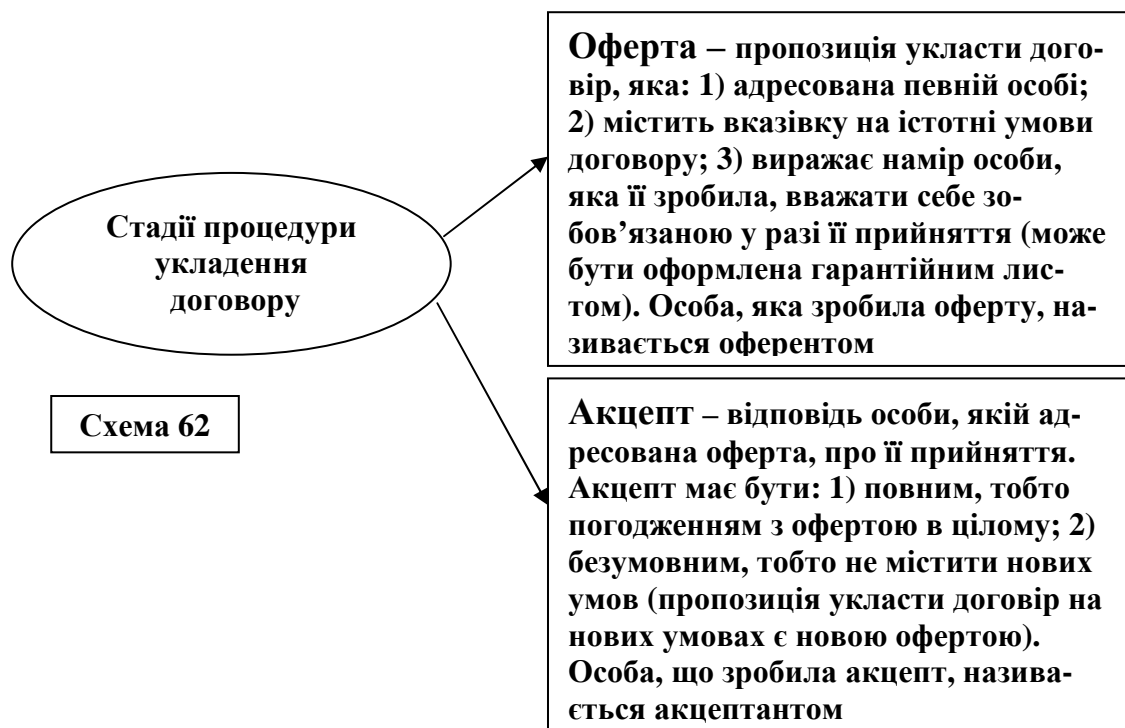 Оферта – пропозиція укласти дого-
вір, яка: 1) адресована певній особі;
2) містить вказівку на істотні умови
договору; 3) виражає намір особи,
яка її зробила, вважати себе зо-
бов’язаною у разі її прийняття (може
бути оформлена гарантійним лис-
том). Особа, яка зробила оферту, на-
зивається оферентом
Стадії процедури
укладення
договору
Схема 62
Акцепт – відповідь особи, якій ад-
ресована оферта, про її прийняття.
Акцепт має бути: 1) повним, тобто
погодженням з офертою в цілому; 2)
безумовним, тобто не містити нових
умов (пропозиція укласти договір на
нових умовах є новою офертою).
Особа, що зробила акцепт,назива-
ється акцептантом